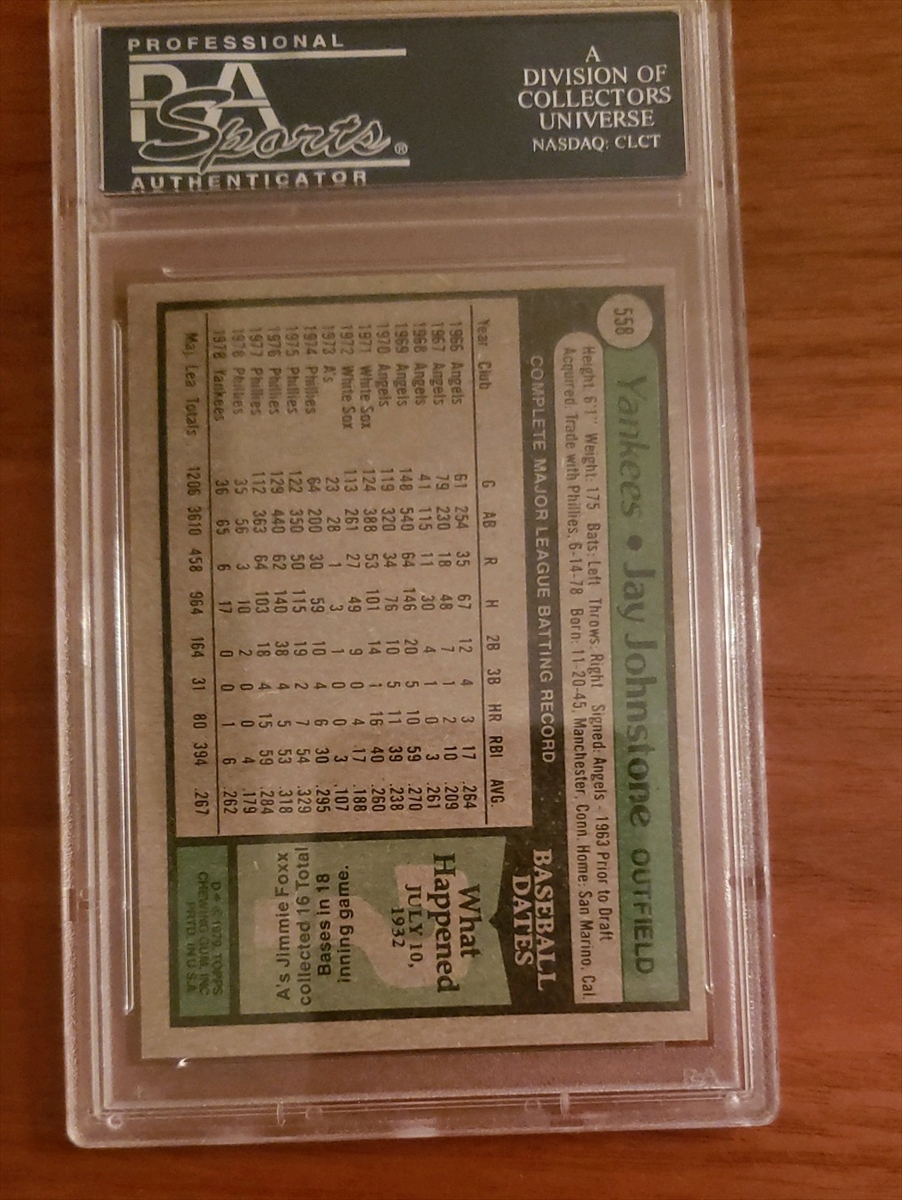 PROFESSIONAL
PSA
Sports®
AUTHENTICATOR
A
DIVISION OF
COLLECTORS
UNIVERSE
NASDAQ: CLCT
558
Yankees • Jay Johnstone OUTFIELD
Height: 6'1" Weight: 175 Bats: Left Throws: Right Signed: Angels - 1963 Prior to Draft
Acquired: Trade with Phillies, 6-14-78 Born: 11-20-45, Manchester, Conn. Home: San Marino, Cal.
COMPLETE MAJOR LEAGUE BATTING RECORD
Year Club G AB R H 2B 3B HR RBI AVG.
1966 Angels 61 254 35 67 12 4 3 17 .264
1967 Angels 79 230 18 48 7 1 2 10 .209
1968 Angels 41 115 11 30 4 1 0 3 .261
1969 Angels 148 540 64 146 20 5 10 59 .270
1970 Angels 119 320 34 76 10 5 11 39 .238
1971 White Sox 124 388 53 101 14 1 16 40 .260
1972 White Sox 113 261 27 49 9 0 4 17 .188
1973 A's 23 28 1 3 1 0 0 3 .107
1974 Phillies 64 200 30 59 10 4 6 30 .295
1975 Phillies 122 350 50 115 19 2 7 54 .329
1976 Phillies 129 440 62 140 38 4 5 53 .318
1977 Phillies 112 363 64 103 18 4 15 59 .284
1978 Phillies 35 56 3 10 2 0 0 4 .179
1978 Yankees 36 65 6 17 0 0 1 6 .262
Maj. Lea. Totals 1206 3610 458 964 164 31 80 394 .267
BASEBALL
DATES
What
Happened
JULY 10,
1932
A's Jimmie Foxx
collected 16 Total
Bases in 18
inning game.
D* © 1979 TOPPS
CHEWING GUM, INC.
PRTD. IN U.S.A.
PSA